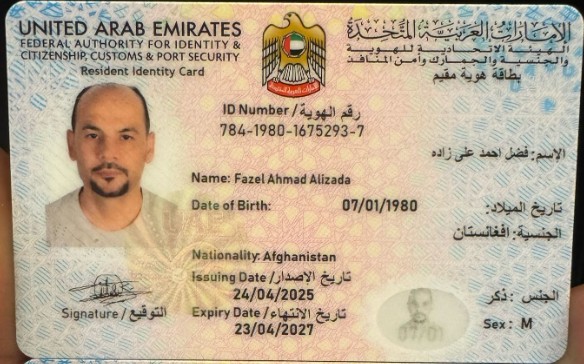 UNITED ARAB EMIRATES
الإمارات العربية المتحدة
FEDERAL AUTHORITY FOR IDENTITY &
CITIZENSHIP, CUSTOMS & PORT SECURITY
الهيئة الاتحادية للهوية
والجنسية والجمارك وأمن المنافذ
Resident Identity Card
بطاقة هوية مقيم
ID Number / رقم الهوية
784-1980-1675293-7
الاسم: فضل احمد على زاده
Name: Fazel Ahmad Alizada
Date of Birth: 07/01/1980 تاريخ الميلاد:
الجنسية: افغانستان
Nationality: Afghanistan
Issuing Date / تاريخ الاصدار
24/04/2025
Expiry Date / تاريخ الانتهاء
23/04/2027
الجنس: ذكر
Sex: M
Signature / التوقيع
07/01